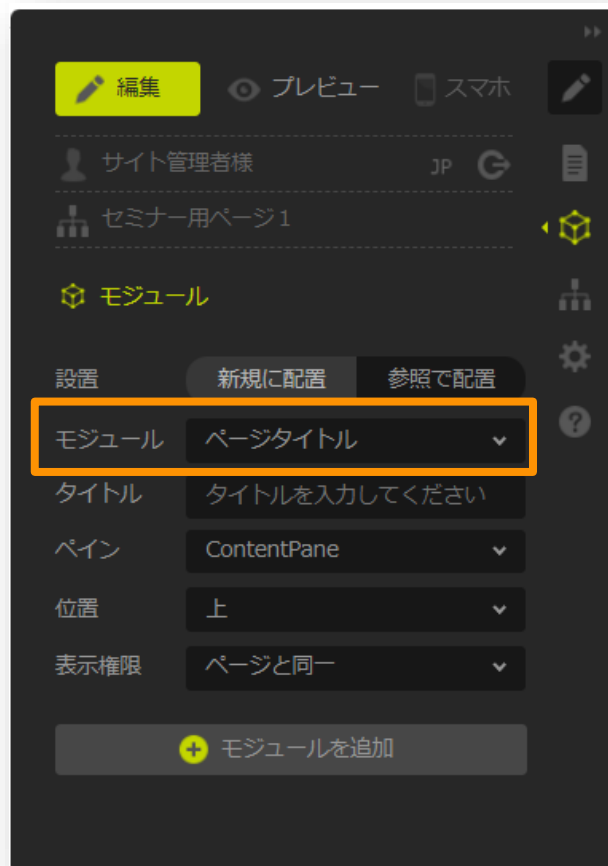 編集 プレビュー スマホ
サイト管理者様 JP
セミナー用ページ1
モジュール
設置 新規に配置 参照で配置
モジュール ページタイトル
タイトル タイトルを入力してください
ペイン ContentPane
位置 上
表示権限 ページと同一
モジュールを追加